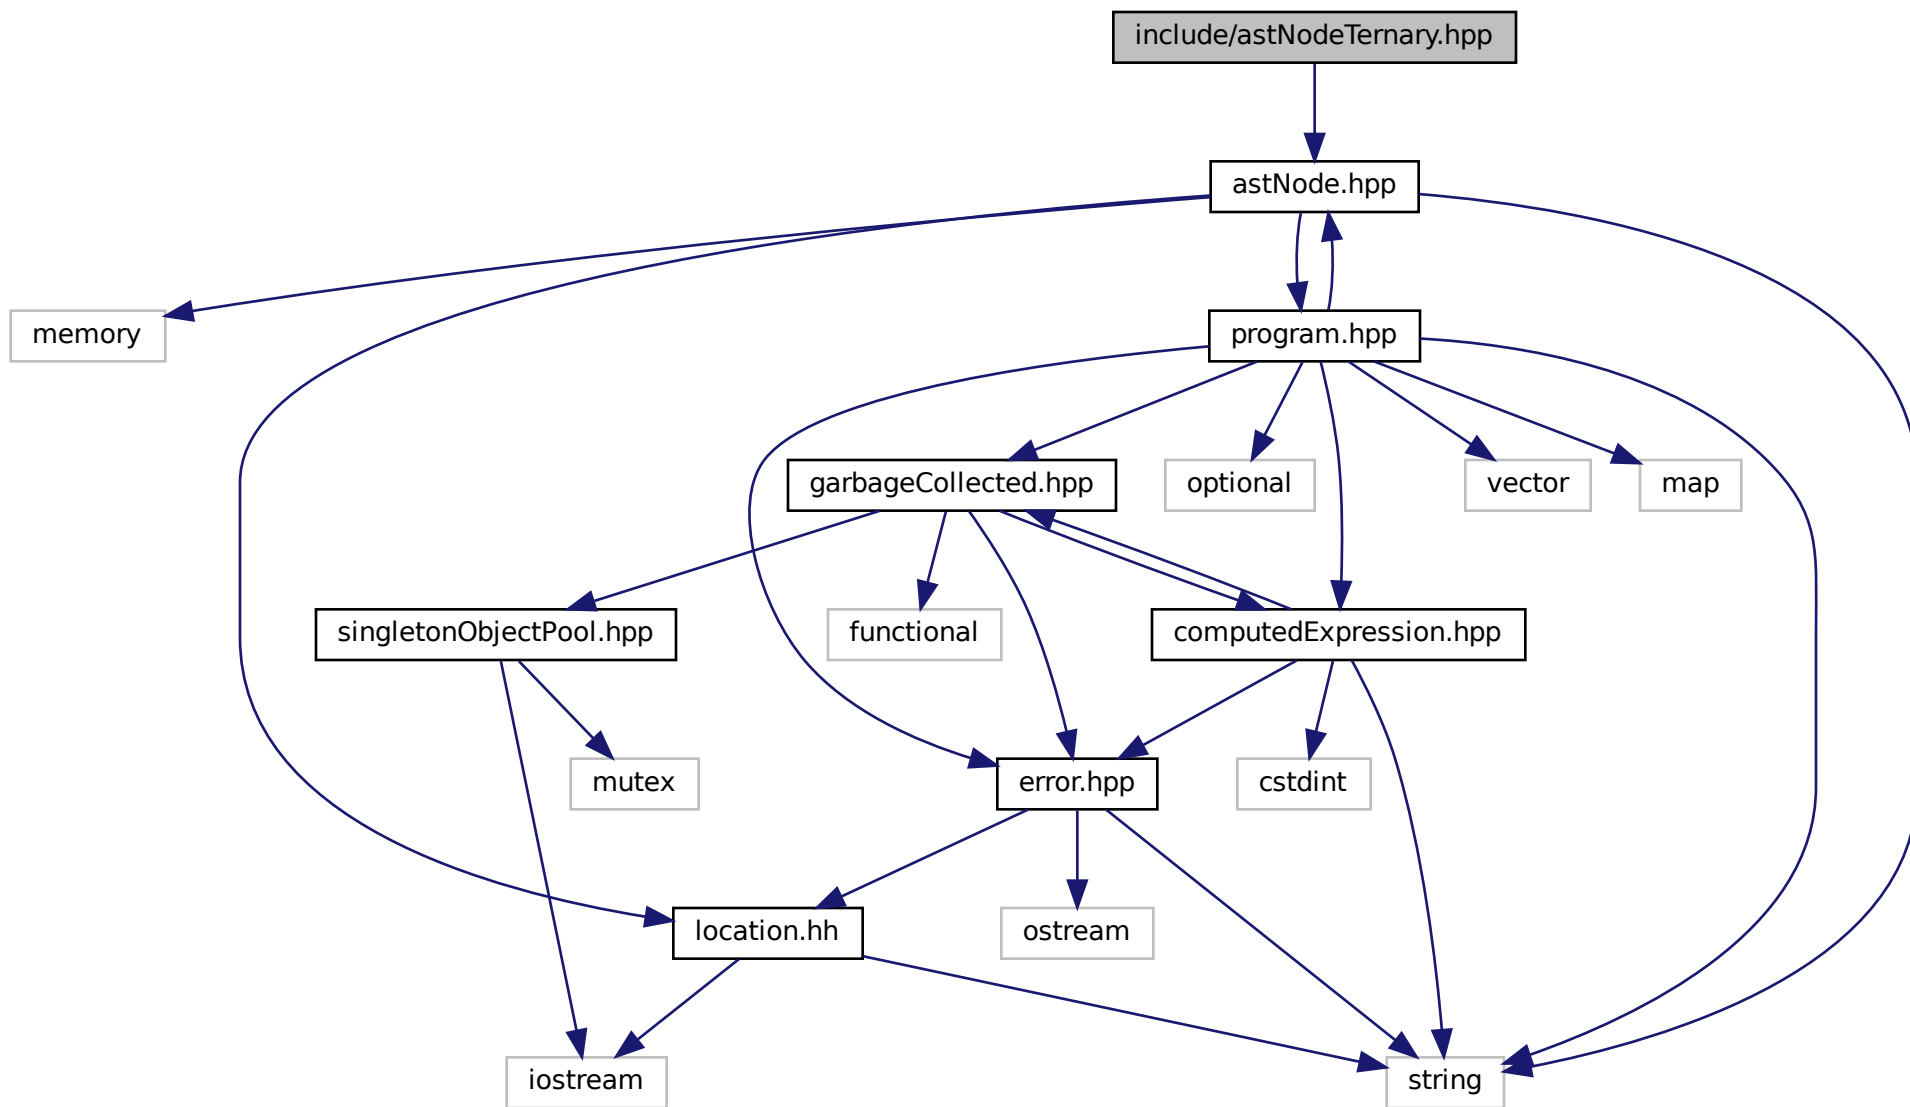 include/astNodeTernary.hpp
astNode.hpp
memory
program.hpp
garbageCollected.hpp
optional
vector
map
singletonObjectPool.hpp
functional
computedExpression.hpp
mutex
error.hpp
cstdint
location.hh
ostream
iostream
string